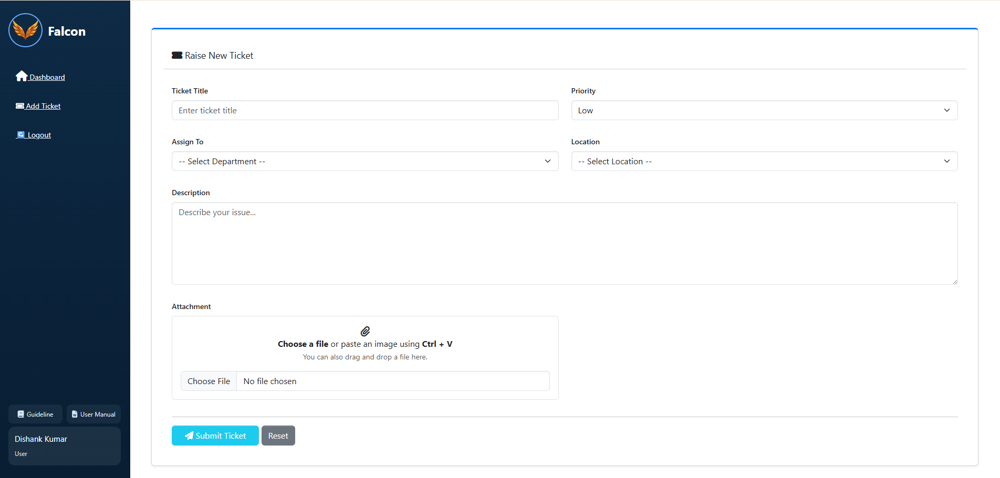 Falcon
Dashboard
Add Ticket
Logout
Guideline
User Manual
Dishank Kumar
User
Raise New Ticket
Ticket Title
Enter ticket title
Priority
Low
Assign To
-- Select Department --
Location
-- Select Location --
Description
Describe your issue...
Attachment
Choose a file or paste an image using Ctrl + V
You can also drag and drop a file here.
Choose File No file chosen
Submit Ticket
Reset